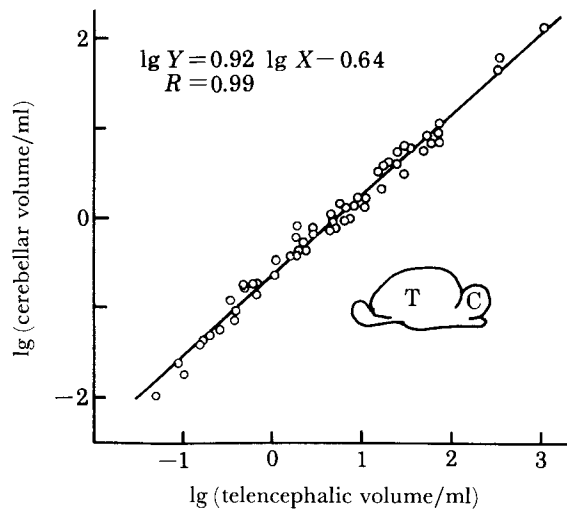 lg Y = 0.92 lg X − 0.64
R = 0.99
lg (cerebellar volume/ml)
2
0
−2
T
C
−1
0
1
2
3
lg (telencephalic volume/ml)